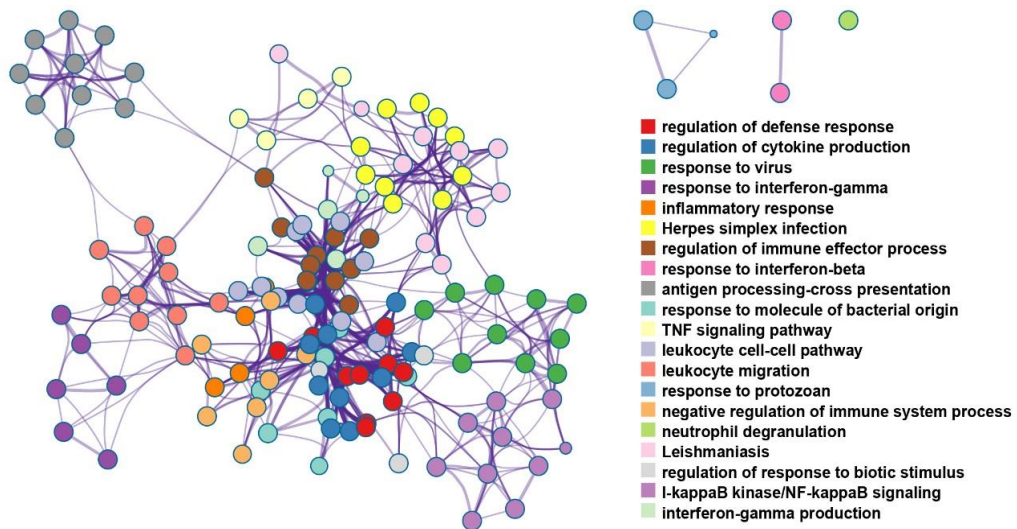 regulation of defense response
regulation of cytokine production
response to virus
response to interferon-gamma
inflammatory response
Herpes simplex infection
regulation of immune effector process
response to interferon-beta
antigen processing-cross presentation
response to molecule of bacterial origin
TNF signaling pathway
leukocyte cell-cell pathway
leukocyte migration
response to protozoan
negative regulation of immune system process
neutrophil degranulation
Leishmaniasis
regulation of response to biotic stimulus
I-kappaB kinase/NF-kappaB signaling
interferon-gamma production